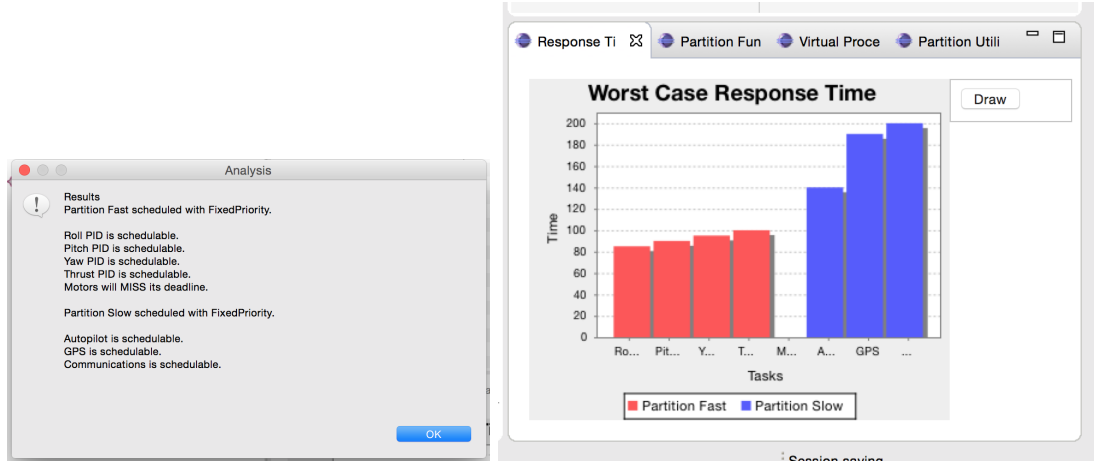 Analysis
Results
Partition Fast scheduled with FixedPriority.
Roll PID is schedulable.
Pitch PID is schedulable.
Yaw PID is schedulable.
Thrust PID is schedulable.
Motors will MISS its deadline.
Partition Slow scheduled with FixedPriority.
Autopilot is schedulable.
GPS is schedulable.
Communications is schedulable.
OK
Response Ti
Partition Fun
Virtual Proce
Partition Utili
Worst Case Response Time
Draw
200
180
160
140
120
100
80
60
40
20
0
Time
Ro... Pit... Y... T... M... A... GPS ...
Tasks
Partition Fast Partition Slow
Session saving